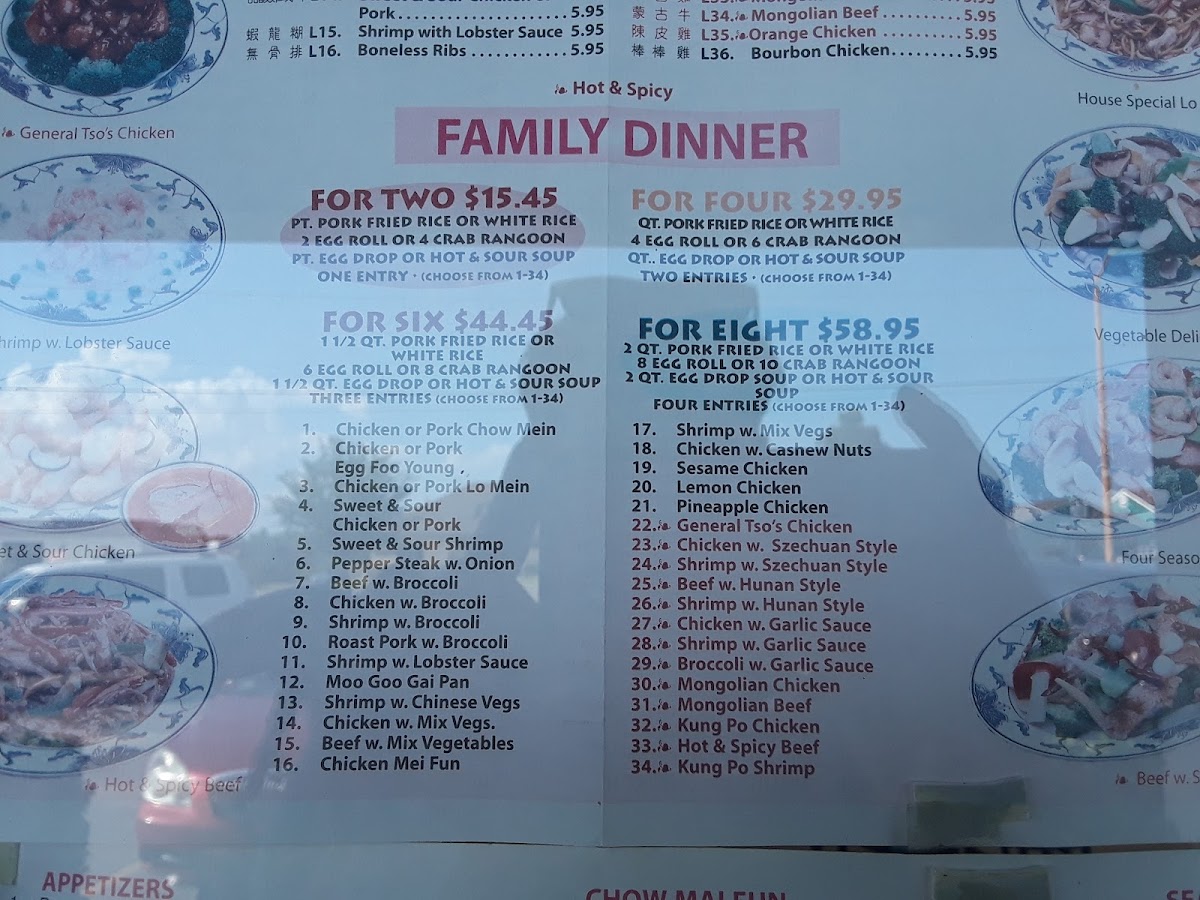 Pork 5.95
蝦 龍 糊 L15. Shrimp with Lobster Sauce 5.95
無 骨 排 L16. Boneless Ribs 5.95
蒙 古 牛 L34. Mongolian Beef 5.95
陳 皮 雞 L35. Orange Chicken 5.95
棒 棒 雞 L36. Bourbon Chicken 5.95
Hot & Spicy
General Tso's Chicken
House Special Lo
FAMILY DINNER
FOR TWO $15.45
PT. PORK FRIED RICE OR WHITE RICE
2 EGG ROLL OR 4 CRAB RANGOON
PT. EGG DROP OR HOT & SOUR SOUP
ONE ENTRY • (CHOOSE FROM 1-34)
FOR FOUR $29.95
QT. PORK FRIED RICE OR WHITE RICE
4 EGG ROLL OR 6 CRAB RANGOON
QT.. EGG DROP OR HOT & SOUR SOUP
TWO ENTRIES • (CHOOSE FROM 1-34)
FOR SIX $44.45
1 1/2 QT. PORK FRIED RICE OR
WHITE RICE
6 EGG ROLL OR 8 CRAB RANGOON
1 1/2 QT. EGG DROP OR HOT & SOUR SOUP
THREE ENTRIES (CHOOSE FROM 1-34)
FOR EIGHT $58.95
2 QT. PORK FRIED RICE OR WHITE RICE
8 EGG ROLL OR 10 CRAB RANGOON
2 QT. EGG DROP SOUP OR HOT & SOUR
SOUP
FOUR ENTRIES (CHOOSE FROM 1-34)
hrimp w. Lobster Sauce
Vegetable Deli
1. Chicken or Pork Chow Mein
2. Chicken or Pork
Egg Foo Young
3. Chicken or Pork Lo Mein
4. Sweet & Sour
Chicken or Pork
5. Sweet & Sour Shrimp
6. Pepper Steak w. Onion
7. Beef w. Broccoli
8. Chicken w. Broccoli
9. Shrimp w. Broccoli
10. Roast Pork w. Broccoli
11. Shrimp w. Lobster Sauce
12. Moo Goo Gai Pan
13. Shrimp w. Chinese Vegs
14. Chicken w. Mix Vegs.
15. Beef w. Mix Vegetables
16. Chicken Mei Fun
17. Shrimp w. Mix Vegs
18. Chicken w. Cashew Nuts
19. Sesame Chicken
20. Lemon Chicken
21. Pineapple Chicken
22. General Tso's Chicken
23. Chicken w. Szechuan Style
24. Shrimp w. Szechuan Style
25. Beef w. Hunan Style
26. Shrimp w. Hunan Style
27. Chicken w. Garlic Sauce
28. Shrimp w. Garlic Sauce
29. Broccoli w. Garlic Sauce
30. Mongolian Chicken
31. Mongolian Beef
32. Kung Po Chicken
33. Hot & Spicy Beef
34. Kung Po Shrimp
et & Sour Chicken
Four Seaso
Hot & Spicy Beef
Beef w. S
APPETIZERS